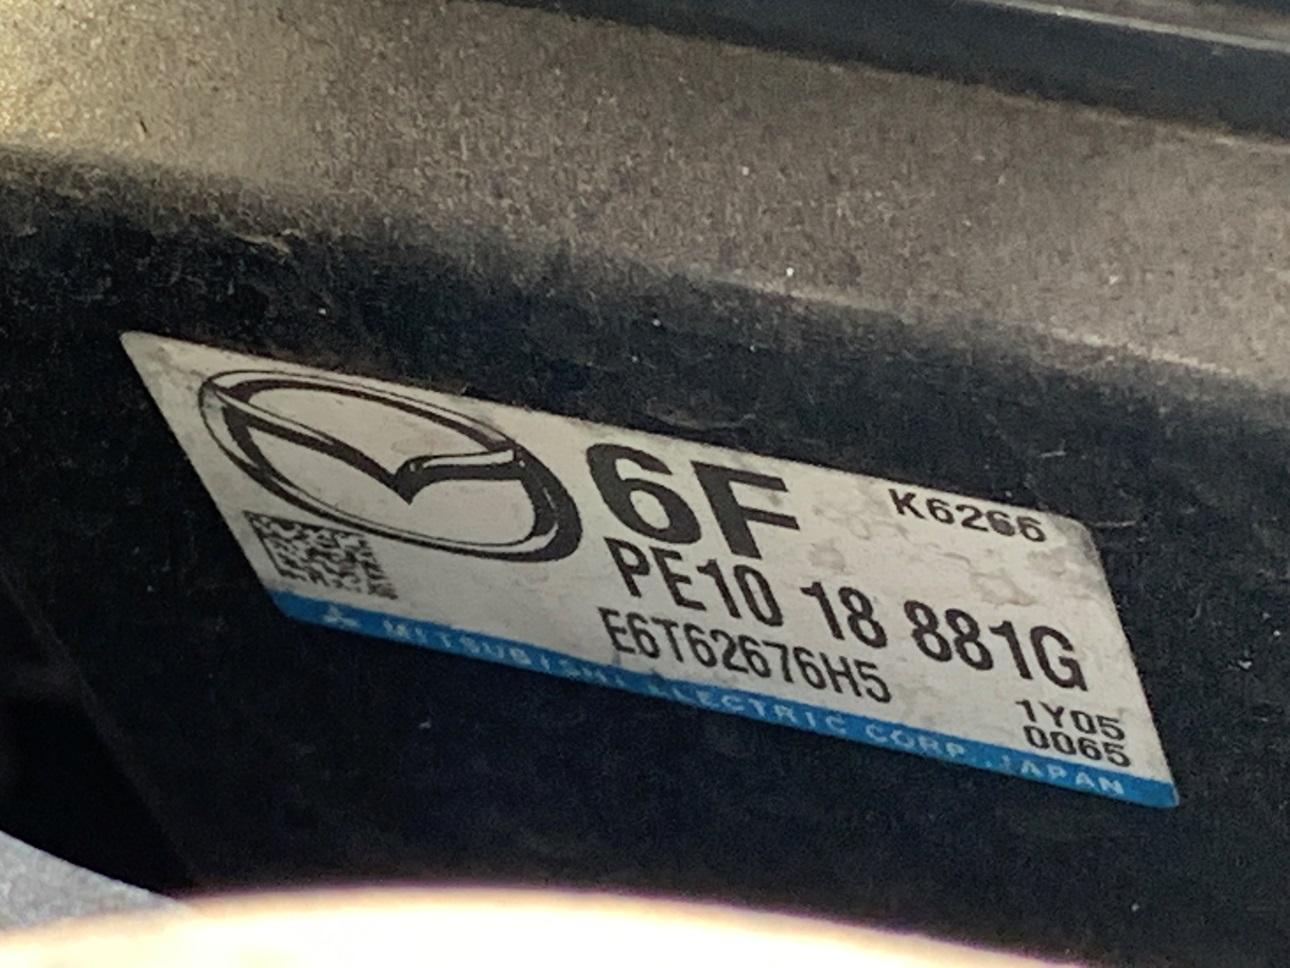 6F
K6266
PE10 18 881G
E6T62676H5
1Y05
0065
MITSUBISHI ELECTRIC CORP. JAPAN